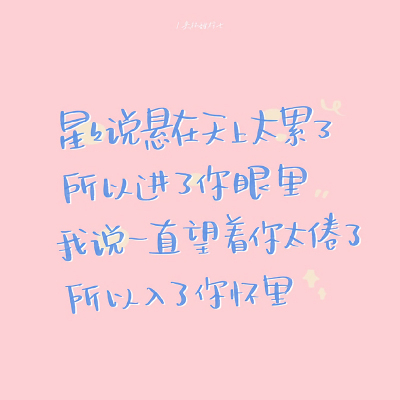 星星说悬在天上太累了
所以进了你眼里
我说一直望着你太倦了
所以入了你怀里